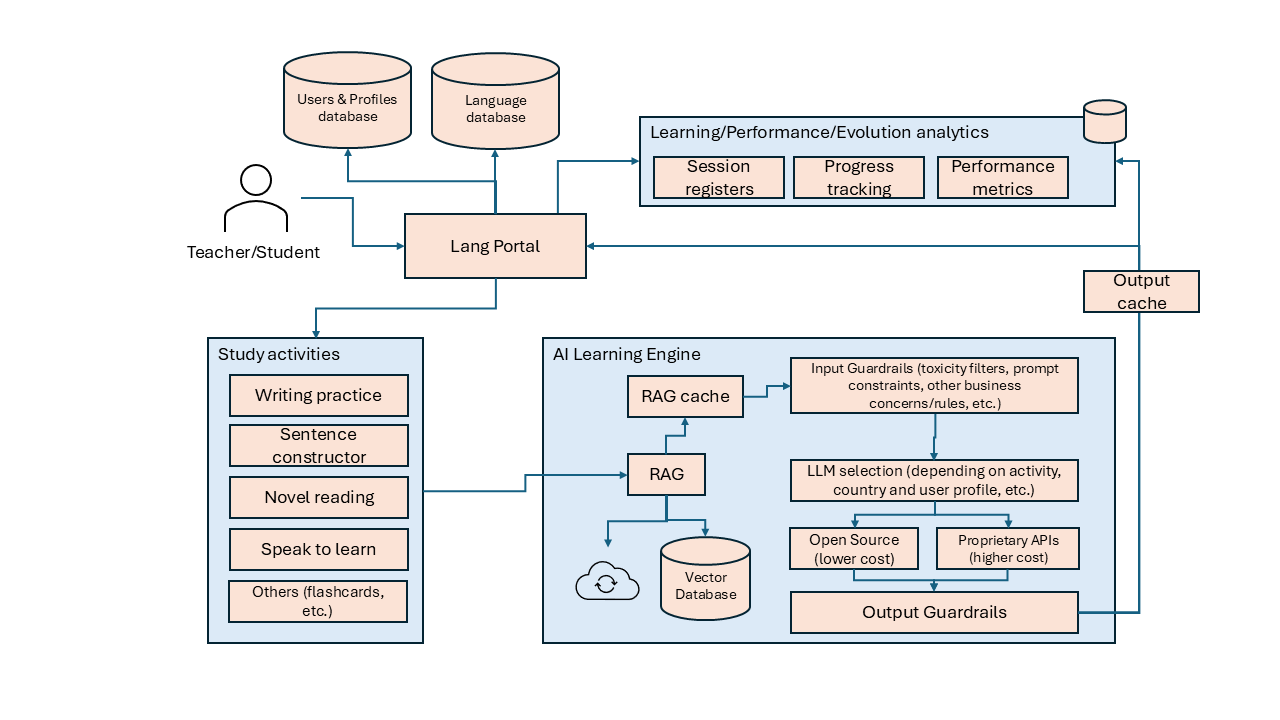 Users & Profiles
database
Language
database
Learning/Performance/Evolution analytics
Session
registers
Progress
tracking
Performance
metrics
Teacher/Student
Lang Portal
Output
cache
Study activities
Writing practice
Sentence
constructor
Novel reading
Speak to learn
Others (flashcards,
etc.)
AI Learning Engine
RAG cache
RAG
Vector
Database
Input Guardrails (toxicity filters, prompt
constraints, other business
concerns/rules, etc.)
LLM selection (depending on activity,
country and user profile, etc.)
Open Source
(lower cost)
Proprietary APIs
(higher cost)
Output Guardrails